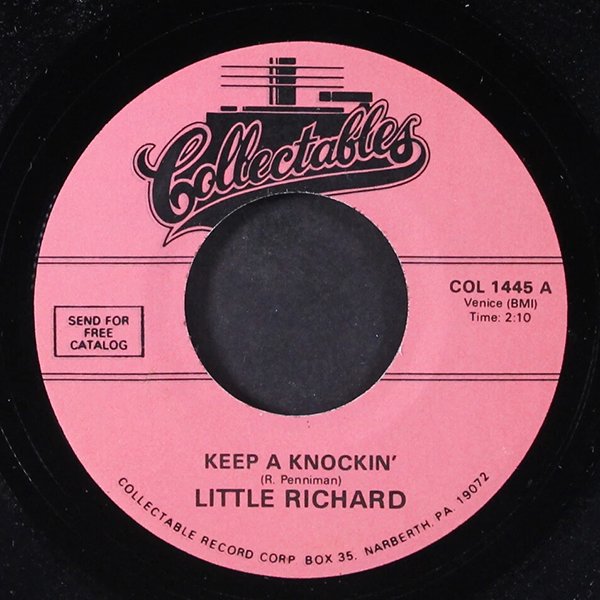 Collectables
COL 1445 A
Venice (BMI)
Time: 2:10
SEND FOR
FREE
CATALOG
KEEP A KNOCKIN'
(R. Penniman)
LITTLE RICHARD
COLLECTABLE RECORD CORP BOX 35, NARBERTH, PA 19072